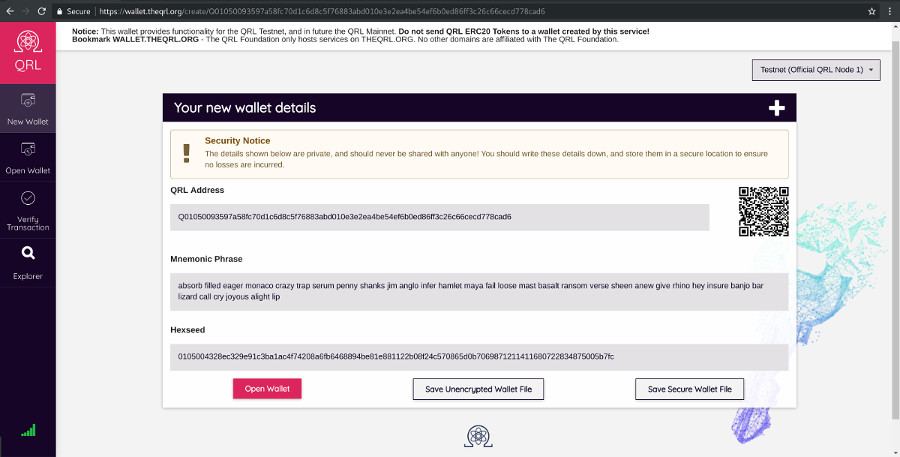 Secure https://wallet.theqrl.org/create/Q01050093597a58fc70d1c6d8c5f76883abd010e3e2ea4be54ef6b0ed86ff3c26c66cecd778cad6
Notice: This wallet provides functionality for the QRL Testnet, and in future the QRL Mainnet. Do not send QRL ERC20 Tokens to a wallet created by this service!
Bookmark WALLET.THEQRL.ORG - The QRL Foundation only hosts services on THEQRL.ORG. No other domains are affiliated with The QRL Foundation.
QRL
New Wallet
Open Wallet
Verify
Transaction
Explorer
Testnet (Official QRL Node 1)
Your new wallet details
Security Notice
The details shown below are private, and should never be shared with anyone! You should write these details down, and store them in a secure location to ensure
no losses are incurred.
QRL Address
Q01050093597a58fc70d1c6d8c5f76883abd010e3e2ea4be54ef6b0ed86ff3c26c66cecd778cad6
Mnemonic Phrase
absorb filled eager monaco crazy trap serum penny shanks jim anglo infer hamlet maya fail loose mast basalt ransom verse sheen anew give rhino hey insure banjo bar
lizard call cry joyous alight lip
Hexseed
0105004328ec329e91c3ba1ac4f74208a6fb6468894be81e881122b08f24c570865d0b7069871211411680722834875005b7fc
Open Wallet
Save Unencrypted Wallet File
Save Secure Wallet File